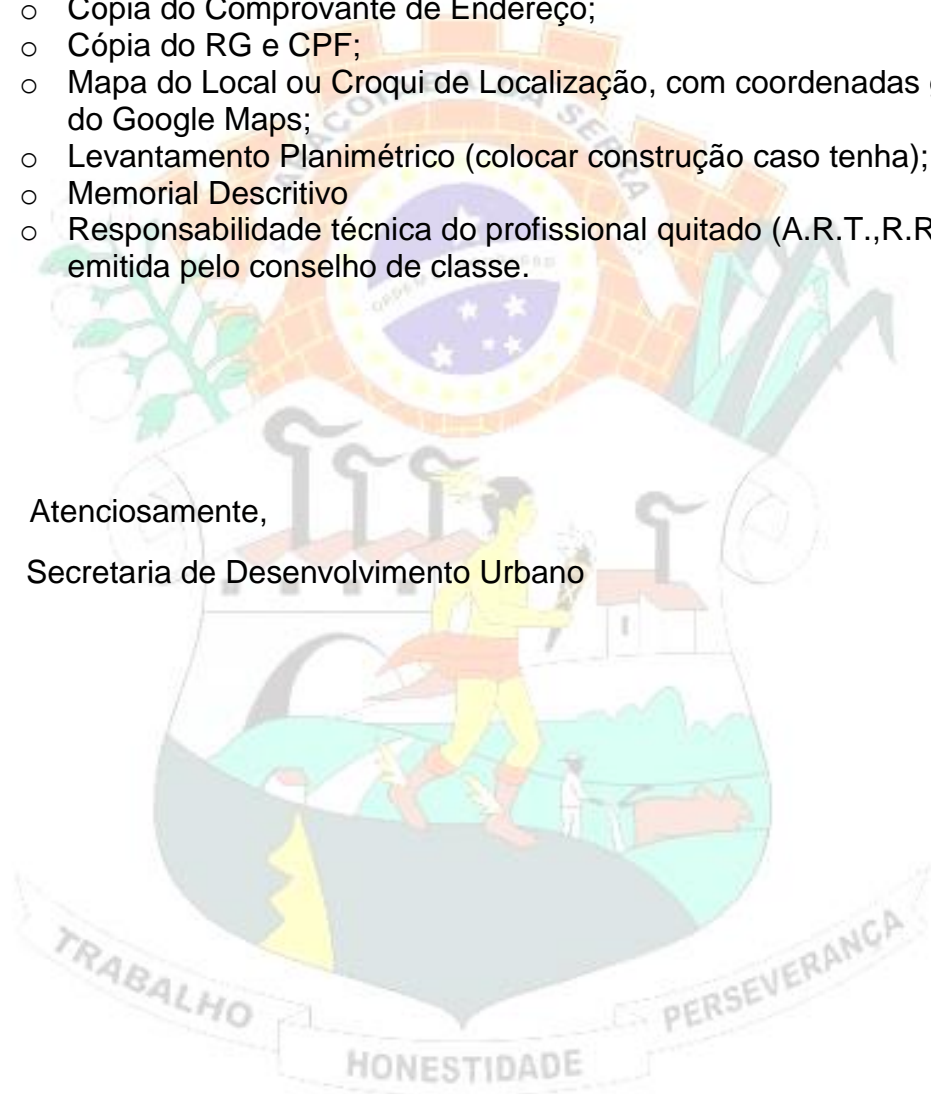 Cópia do Comprovante de Endereço;
○ Cópia do RG e CPF;
○ Mapa do Local ou Croqui de Localização, com coordenadas
do Google Maps;
○ Levantamento Planimétrico (colocar construção caso tenha);
○ Memorial Descritivo
○ Responsabilidade técnica do profissional quitado (A.R.T.,R.R
emitida pelo conselho de classe.
Atenciosamente,
Secretaria de Desenvolvimento Urbano
TRABALHO
HONESTIDADE
PERSEVERANÇA